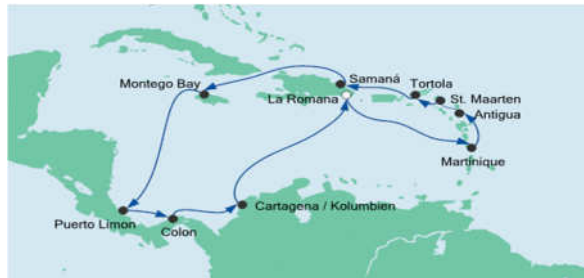 Samaná
Tortola
Montego Bay
St. Maarten
La Romana
Antigua
Martinique
Cartagena / Kolumbien
Puerto Limon
Colon